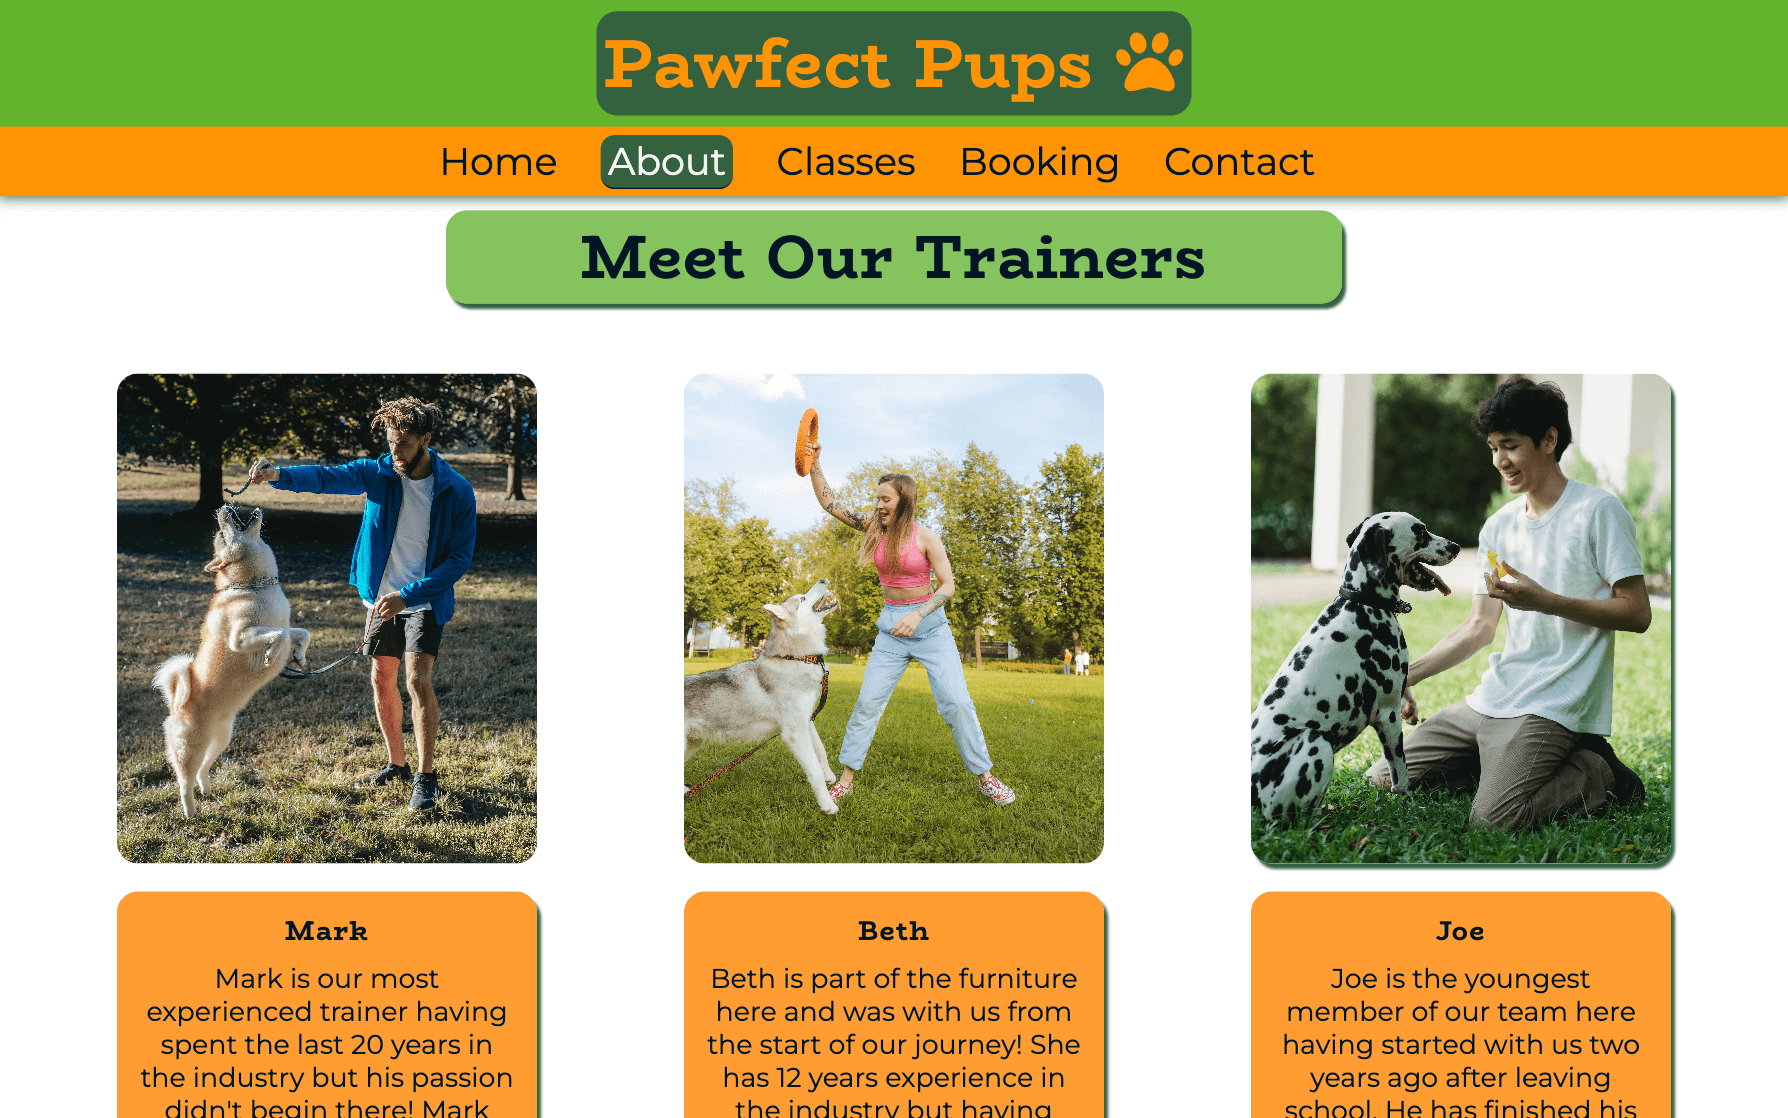 Pawfect Pups
Home About Classes Booking Contact
Meet Our Trainers
Mark
Mark is our most
experienced trainer having
spent the last 20 years in
the industry but his passion
didn't begin there! Mark
Beth
Beth is part of the furniture
here and was with us from
the start of our journey! She
has 12 years experience in
the industry but having
Joe
Joe is the youngest
member of our team here
having started with us two
years ago after leaving
school. He has finished his